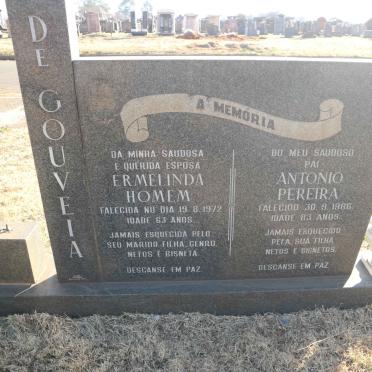 DE GOUVEIA
Á MEMÓRIA
DA MINHA SAUDOSA
E QUERIDA ESPOSA
ERMELINDA
HOMEM
FALECIDA NO DIA 19.6.1972
IDADE 63 ANOS.
JAMAIS ESQUECIDA PELO
SEU MARIDO FILHA, GENRO,
NETOS E BISNETA.
DESCANSE EM PAZ
DO MEU SAUDOSO
PAI
ANTONIO
PEREIRA
FALECIDO 30.8.1986.
IDADE 83 ANOS.
JAMAIS ESQUECIDO
PELA SUA FILHA
NETOS E BISNETOS.
DESCANSE EM PAZ